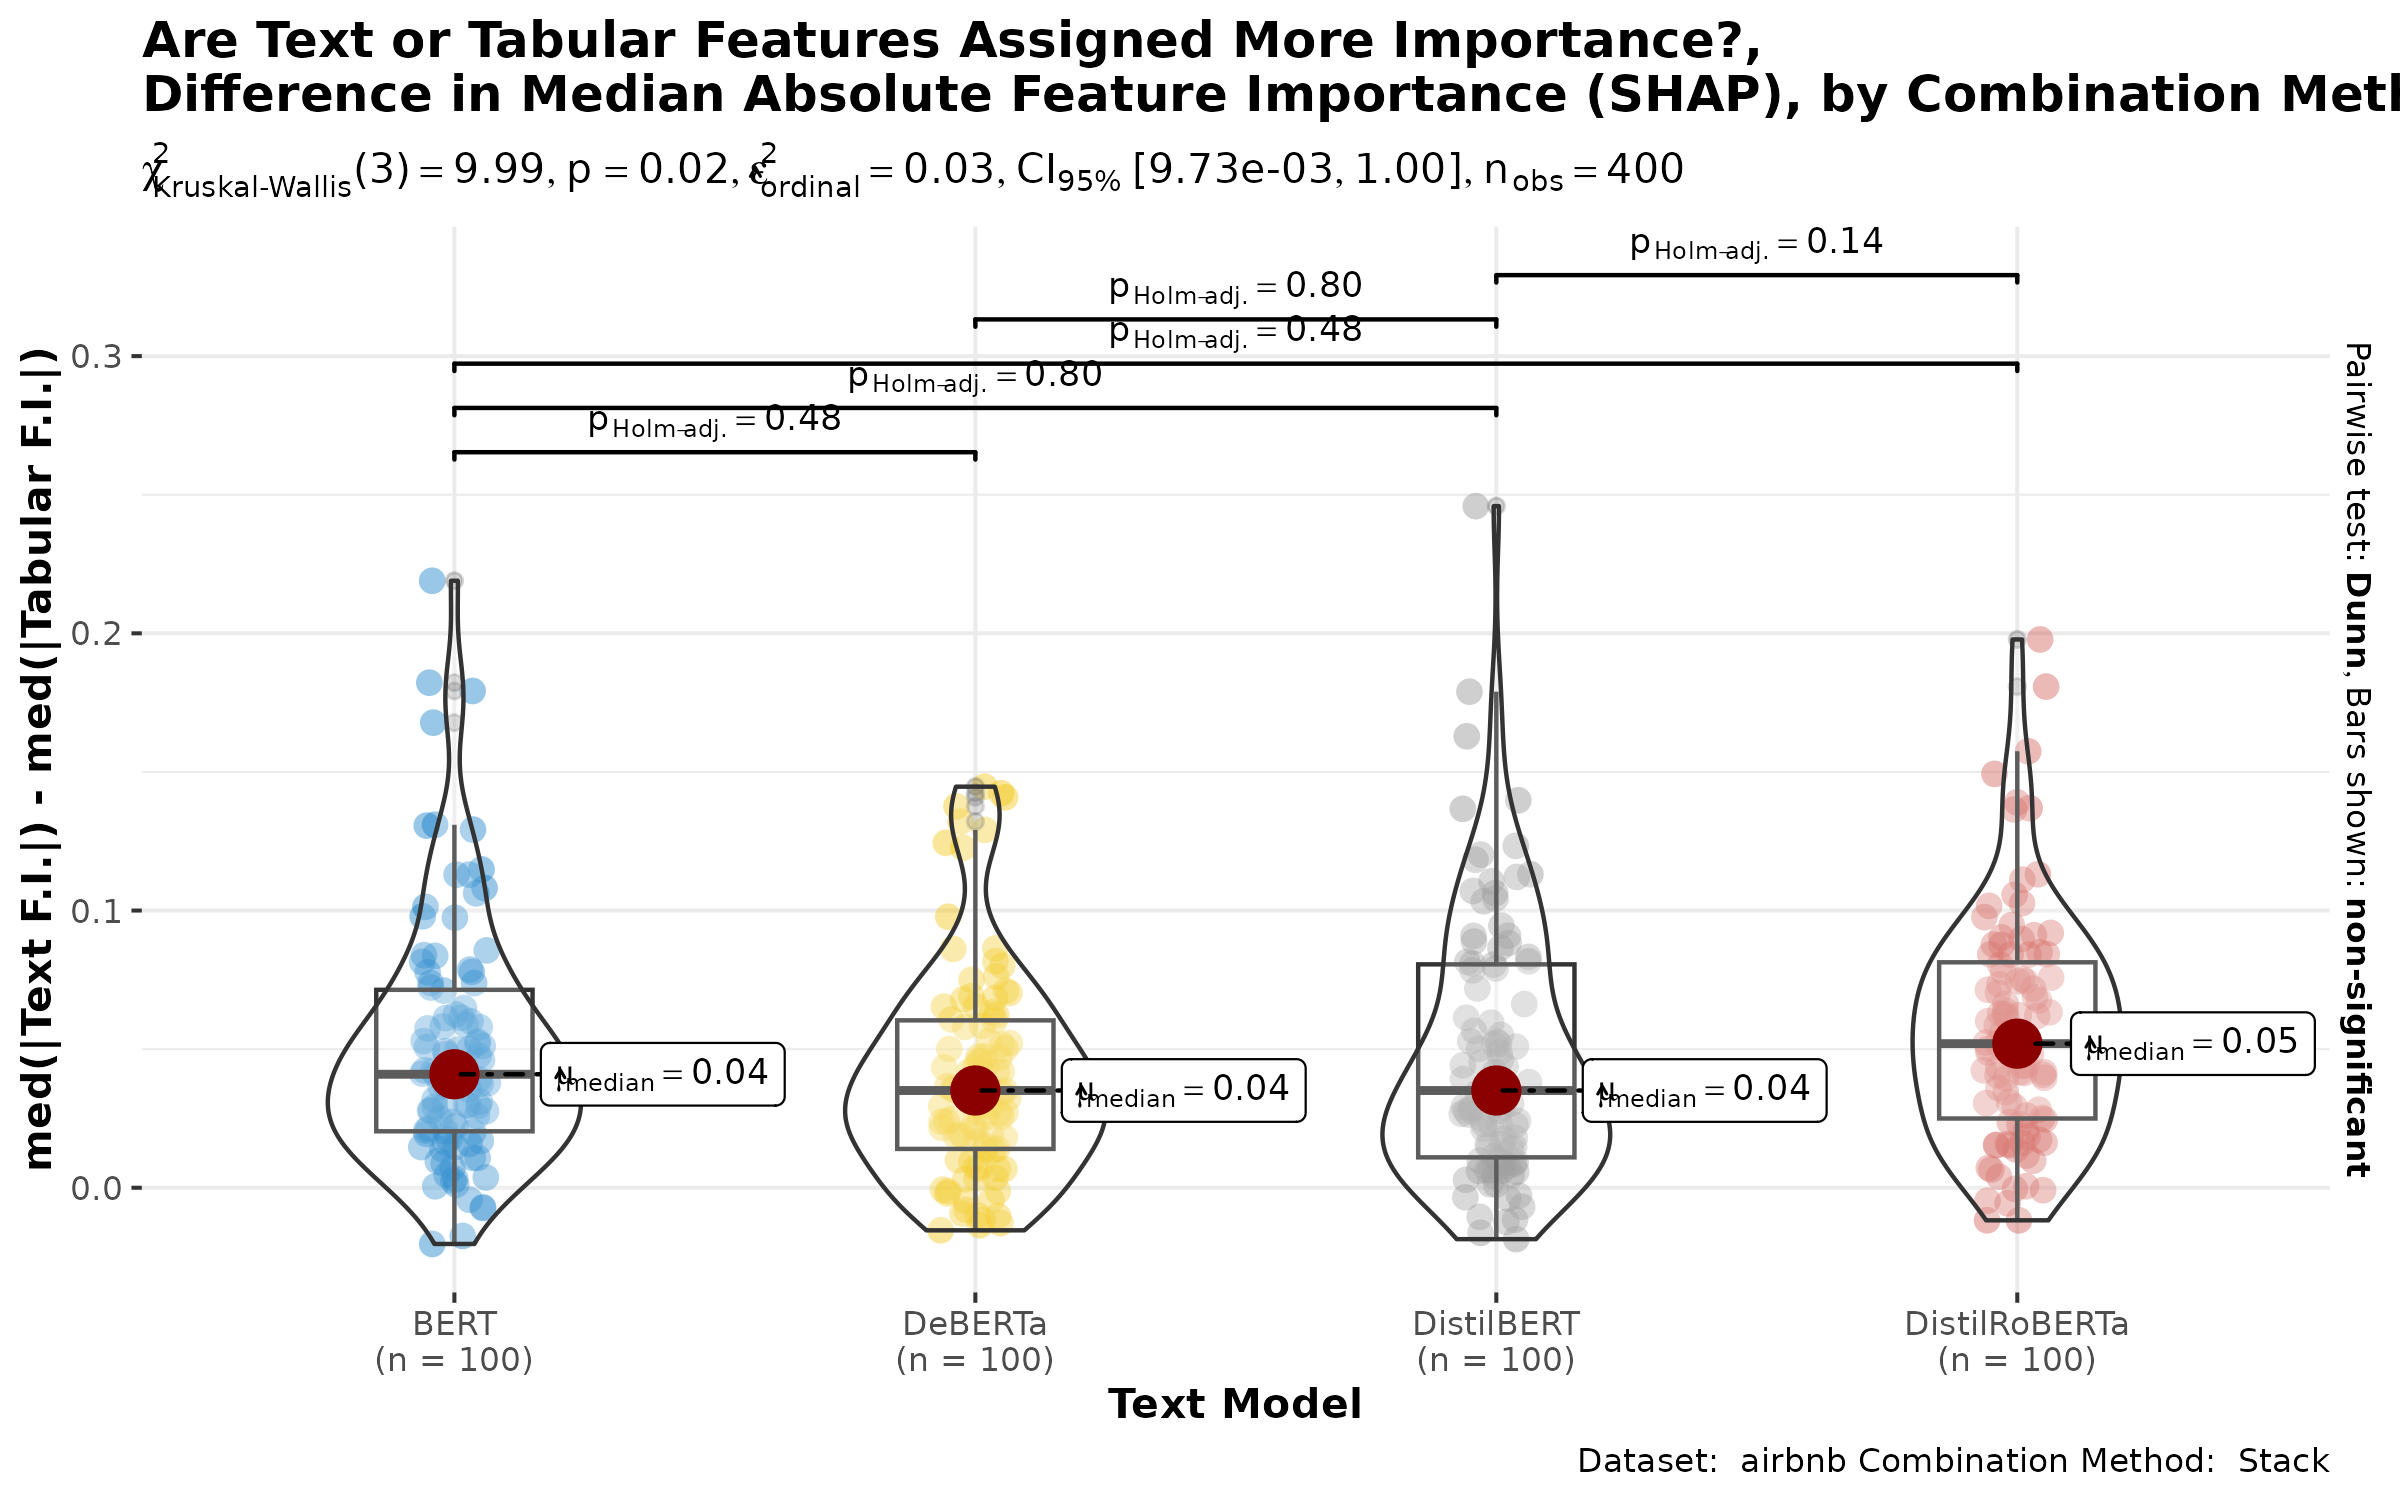 Are Text or Tabular Features Assigned More Importance?,
Difference in Median Absolute Feature Importance (SHAP), by Combination Meth
χ²Kruskal-Wallis(3) = 9.99, p = 0.02, ε̂²ordinal = 0.03, CI95% [9.73e-03, 1.00], nobs = 400
pHolm-adj. = 0.14
pHolm-adj. = 0.80
pHolm-adj. = 0.48
pHolm-adj. = 0.80
pHolm-adj. = 0.48
med(|Text F.I.|) - med(|Tabular F.I.|)
0.3
0.2
0.1
0.0
μ̂median = 0.04
μ̂median = 0.04
μ̂median = 0.04
μ̂median = 0.05
Pairwise test: Dunn, Bars shown: non-significant
BERT
(n = 100)
DeBERTa
(n = 100)
DistilBERT
(n = 100)
DistilRoBERTa
(n = 100)
Text Model
Dataset:  airbnb Combination Method:  Stack